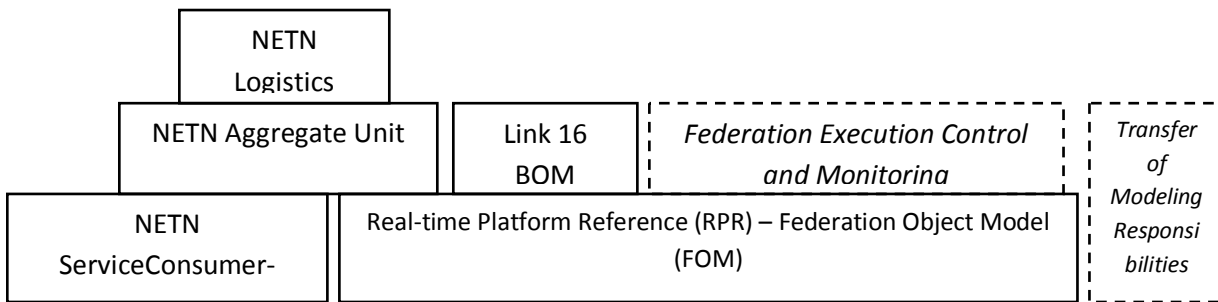 NETN
Logistics
NETN Aggregate Unit
Link 16
BOM
Federation Execution Control
and Monitoring
Transfer
of
Modeling
Responsi
bilities
NETN
ServiceConsumer-
Real-time Platform Reference (RPR) – Federation Object Model
(FOM)